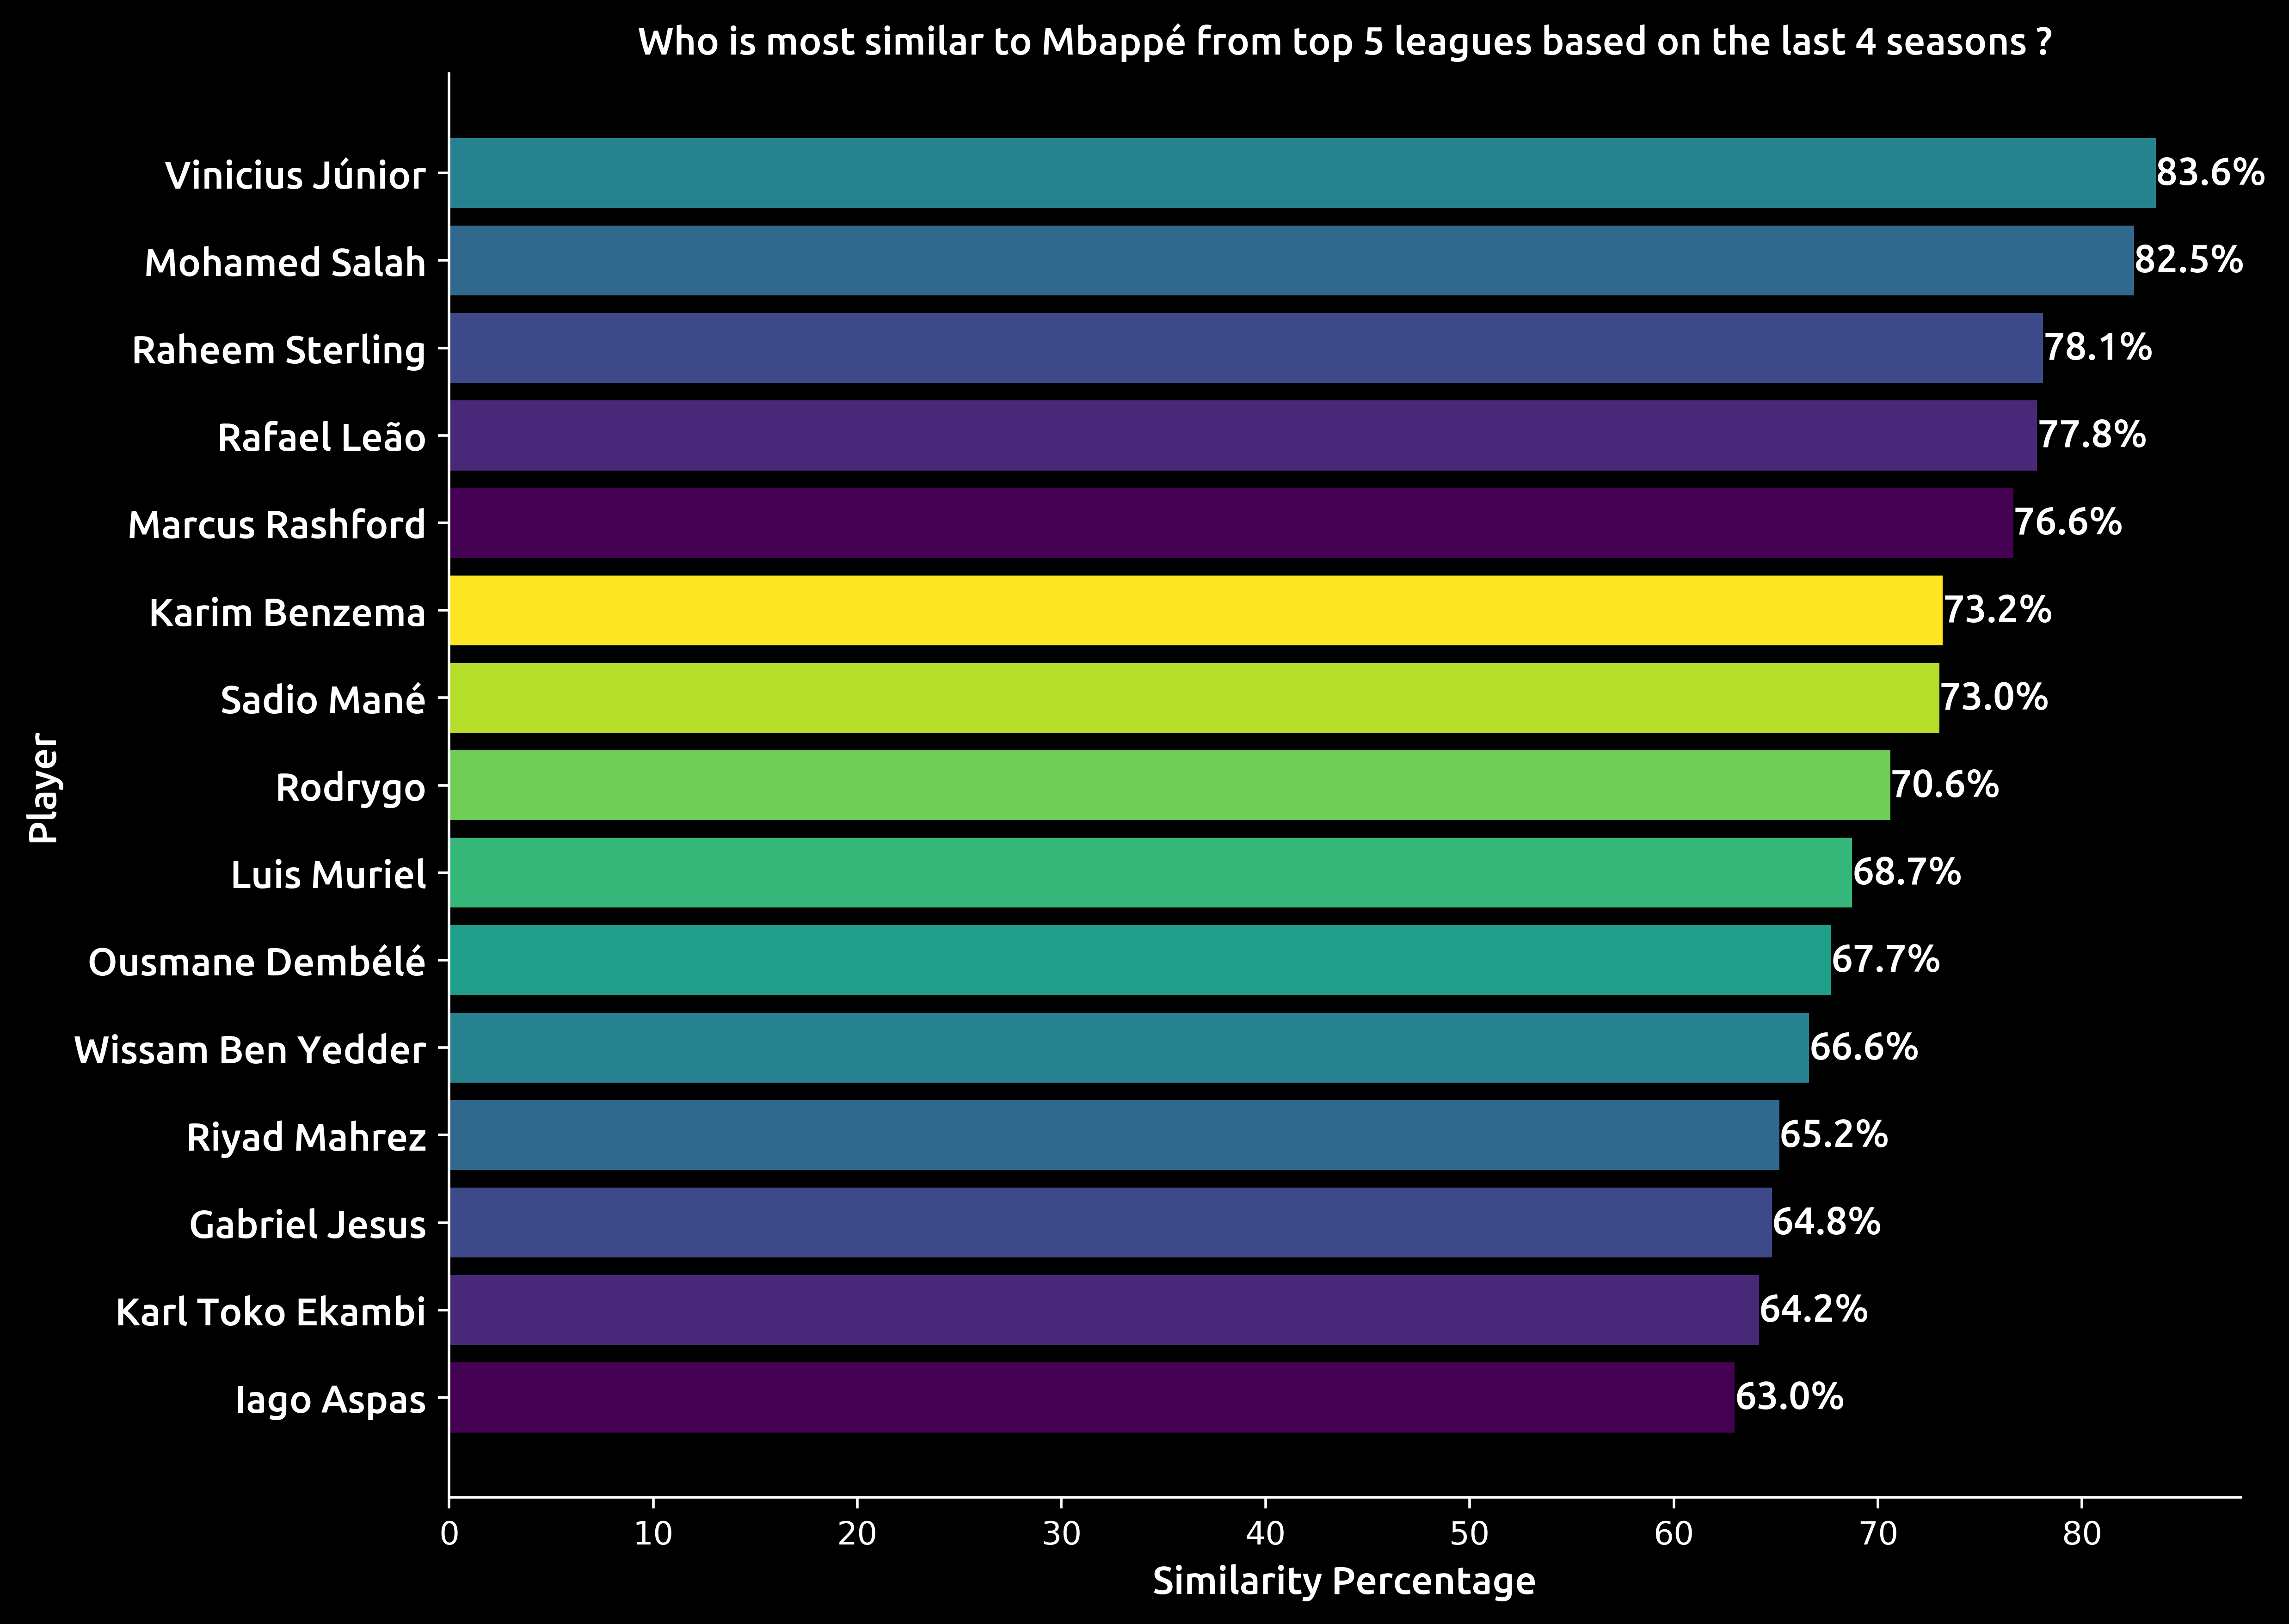 Who is most similar to Mbappé from top 5 leagues based on the last 4 seasons ?
Vinicius Júnior 83.6%
Mohamed Salah 82.5%
Raheem Sterling 78.1%
Rafael Leão 77.8%
Marcus Rashford 76.6%
Karim Benzema 73.2%
Sadio Mané 73.0%
Rodrygo 70.6%
Luis Muriel 68.7%
Ousmane Dembélé 67.7%
Wissam Ben Yedder 66.6%
Riyad Mahrez 65.2%
Gabriel Jesus 64.8%
Karl Toko Ekambi 64.2%
Iago Aspas 63.0%
Player
0 10 20 30 40 50 60 70 80
Similarity Percentage